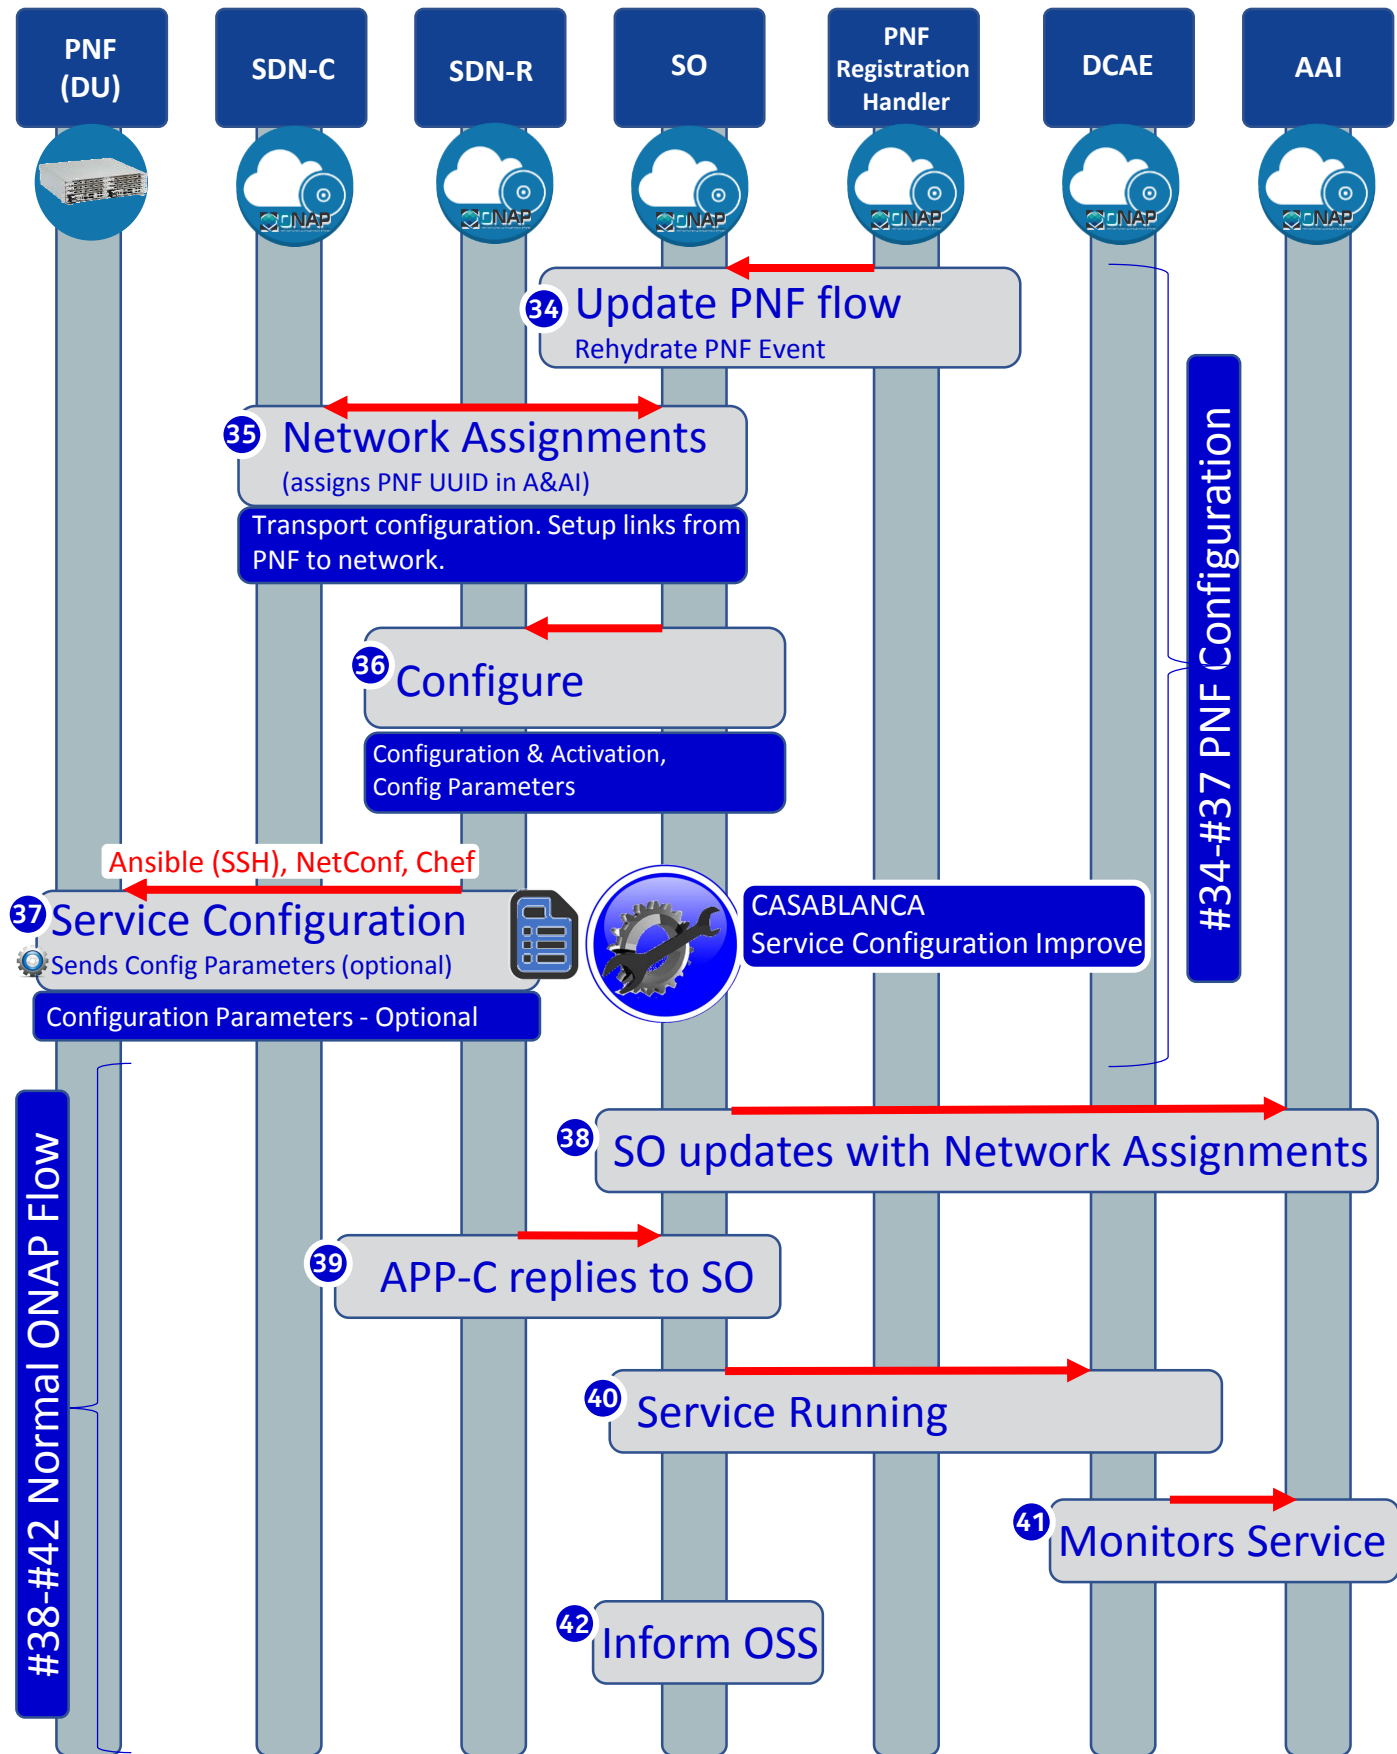 PNF
(DU)
SDN-C
SDN-R
SO
PNF
Registration
Handler
DCAE
AAI
ONAP
ONAP
ONAP
ONAP
ONAP
ONAP
34
Update PNF flow
Rehydrate PNF Event
35
Network Assignments
(assigns PNF UUID in A&AI)
Transport configuration. Setup links from
PNF to network.
36
Configure
Configuration & Activation,
Config Parameters
#34-#37 PNF Configuration
Ansible (SSH), NetConf, Chef
37
Service Configuration
Sends Config Parameters (optional)
Configuration Parameters - Optional
CASABLANCA
Service Configuration Improve
#38-#42 Normal ONAP Flow
38
SO updates with Network Assignments
39
APP-C replies to SO
40
Service Running
41
Monitors Service
42
Inform OSS